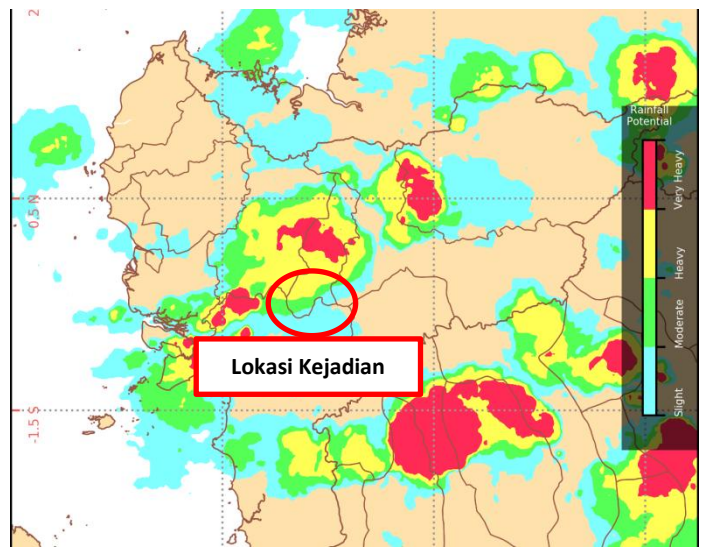 2
0.5 N
-1.5 S
Lokasi Kejadian
Rainfall
Potential
Very Heavy
Heavy
Moderate
Slight